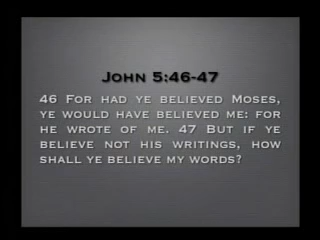 John 5:46-47
46 For had ye believed Moses,
ye would have believed me: for
he wrote of me. 47 But if ye
believe not his writings, how
shall ye believe my words?